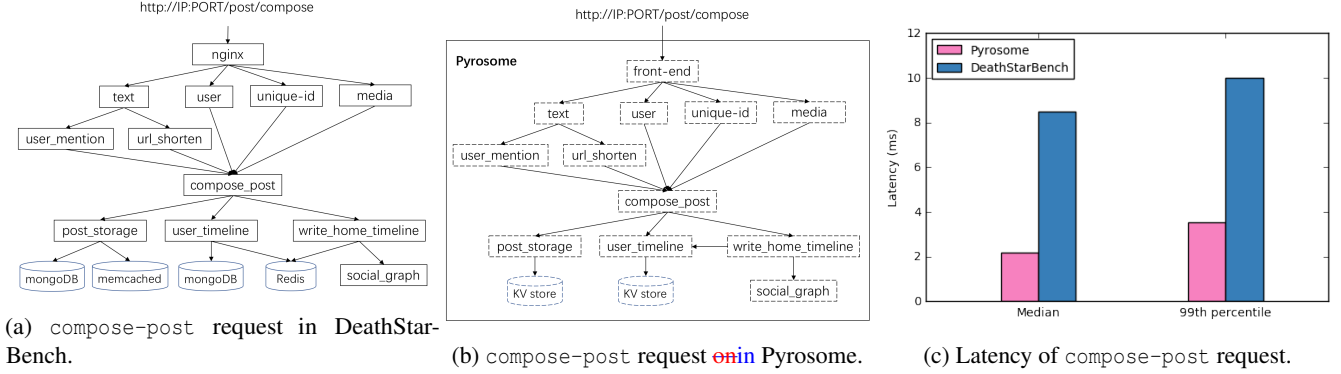 http://IP:PORT/post/compose
nginx
text
user
unique-id
media
user_mention
url_shorten
compose_post
post_storage
user_timeline
write_home_timeline
mongoDB
memcached
mongoDB
Redis
social_graph
(a) compose-post request in DeathStar-
Bench.
http://IP:PORT/post/compose
Pyrosome
front-end
text
user
unique-id
media
user_mention
url_shorten
compose_post
post_storage
user_timeline
write_home_timeline
KV store
KV store
social_graph
(b) compose-post request onin Pyrosome.
12
10
8
6
4
2
0
Latency (ms)
Pyrosome
DeathStarBench
Median
99th percentile
(c) Latency of compose-post request.